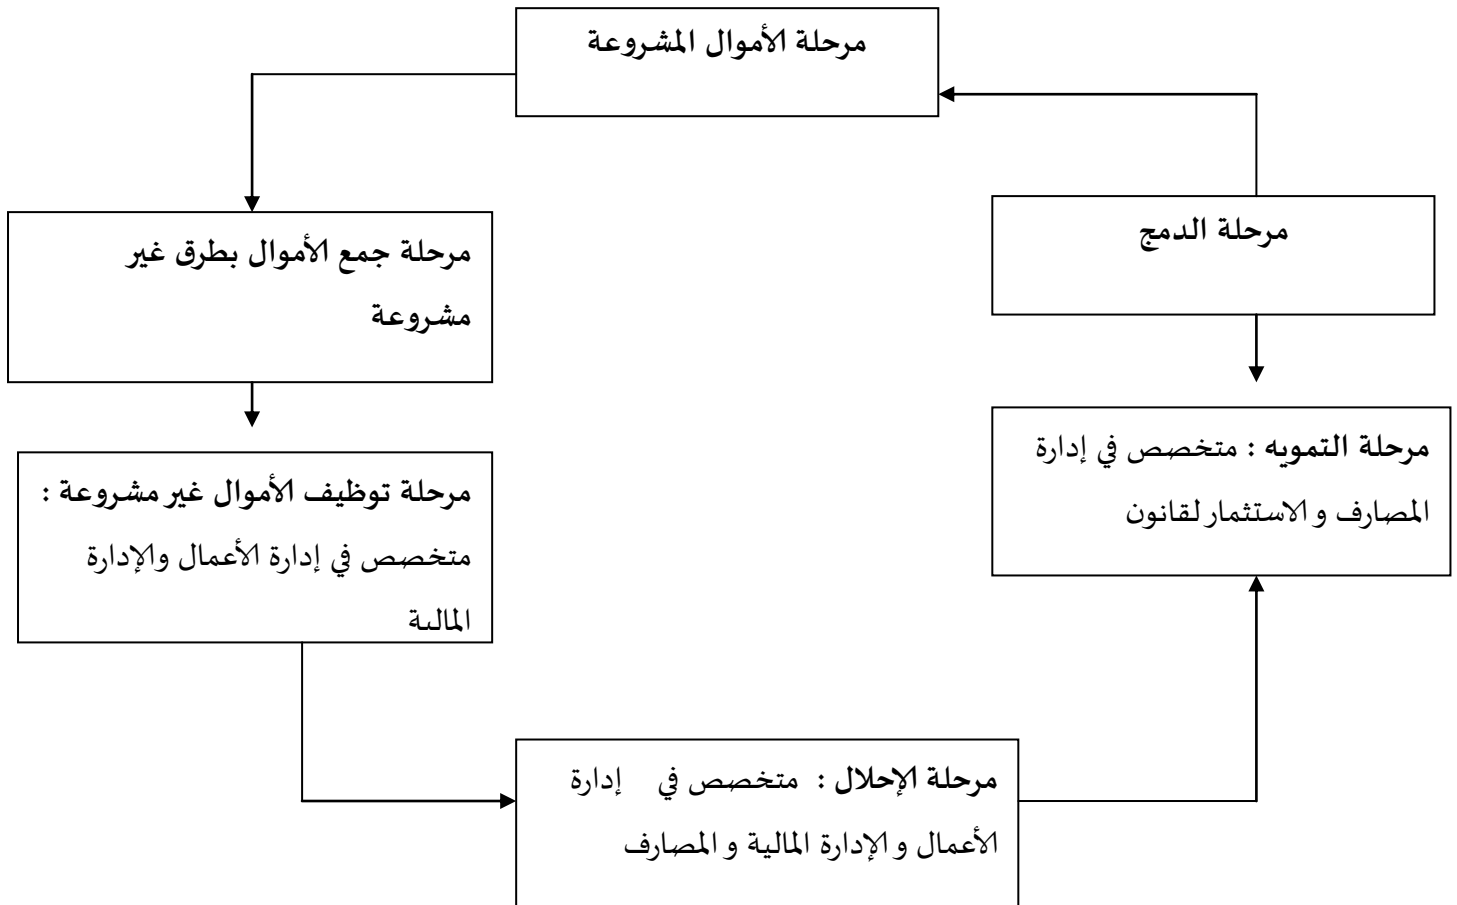 مرحلة الأموال المشروعة
مرحلة جمع الأموال بطرق غير
مشروعة
مرحلة الدمج
مرحلة توظيف الأموال غير مشروعة :
متخصص في إدارة الأعمال والإدارة
المالية
مرحلة التمويه : متخصص في إدارة
المصارف و الاستثمار لقانون
مرحلة الإحلال : متخصص في إدارة
الأعمال و الإدارة المالية و المصارف